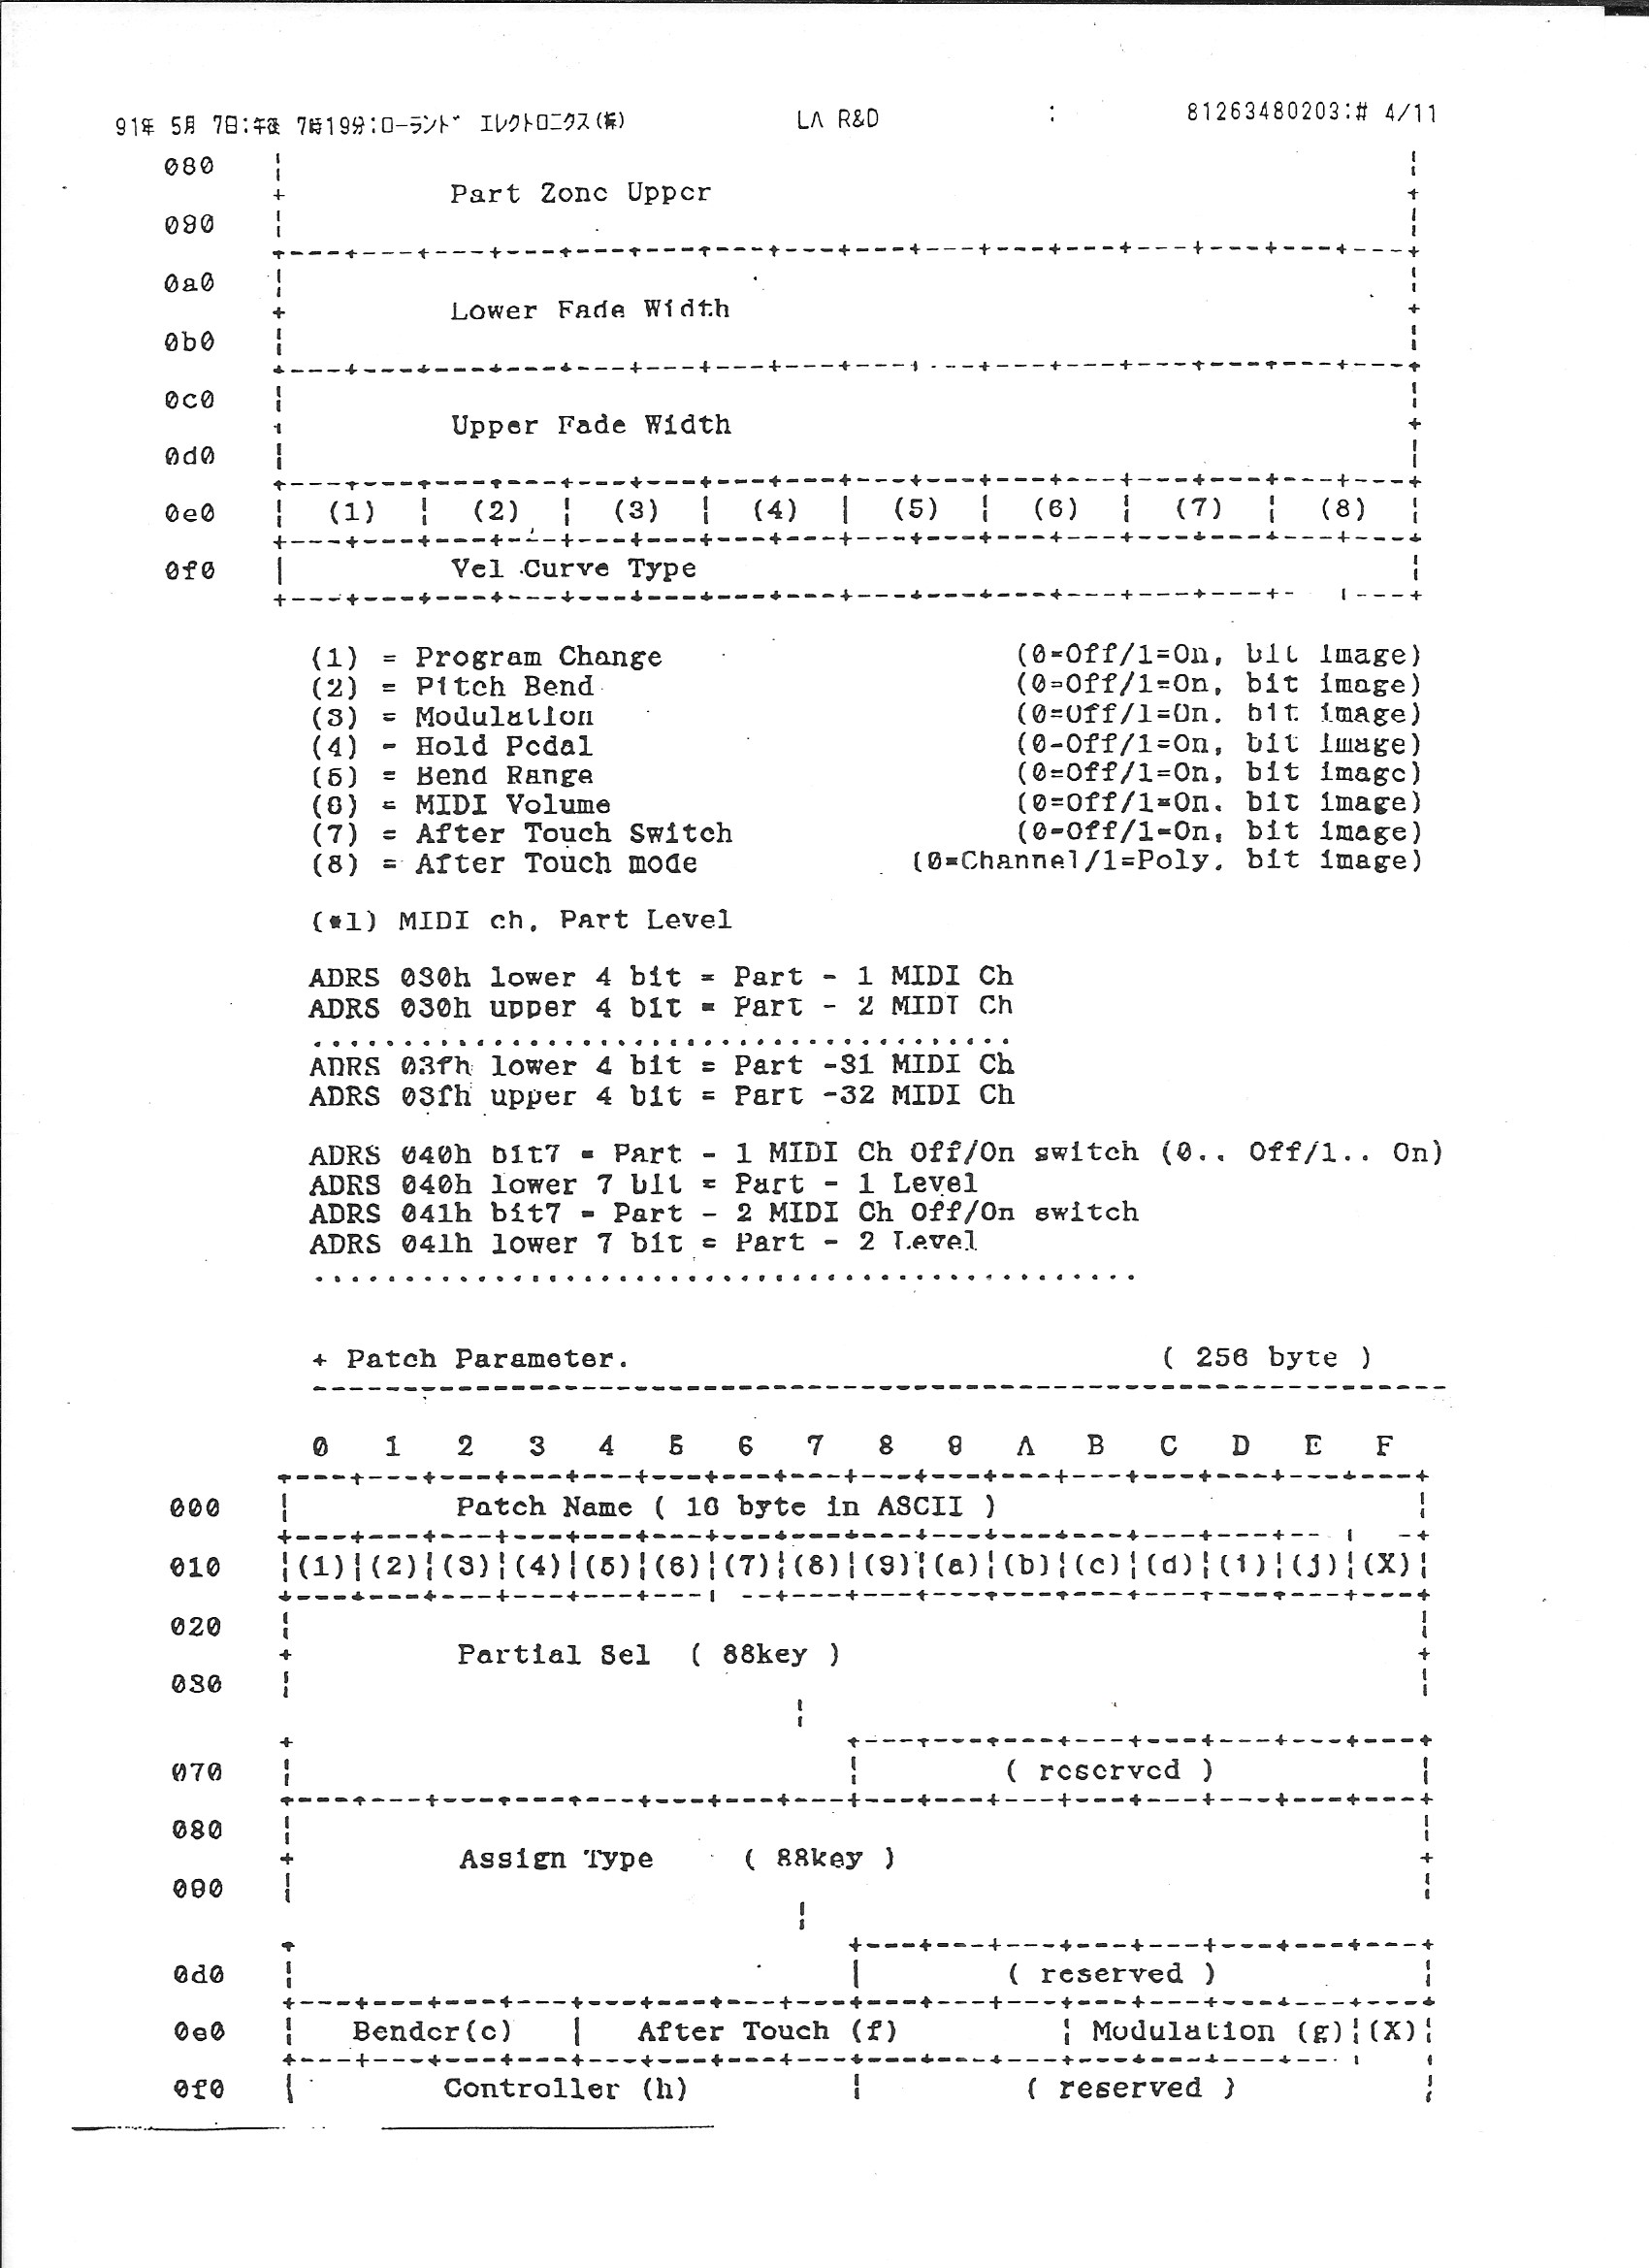 91年 5月 7日:午後 7時19分:ローランド エレクトロニクス(株) LA R&D : 81263480203:# 4/11
080
Part Zone Upper
090
0a0
Lower Fade Width
0b0
0c0
Upper Fade Width
0d0
0e0 (1) | (2) | (3) | (4) | (5) | (6) | (7) | (8)
0f0 Vel Curve Type
(1) = Program Change (0=Off/1=On, bit image)
(2) = Pitch Bend (0=Off/1=On, bit image)
(3) = Modulation (0=Off/1=On, bit image)
(4) = Hold Pedal (0=Off/1=On, bit image)
(5) = Bend Range (0=Off/1=On, bit image)
(6) = MIDI Volume (0=Off/1=On, bit image)
(7) = After Touch Switch (0=Off/1=On, bit image)
(8) = After Touch mode (0=Channel/1=Poly, bit image)
(*1) MIDI ch, Part Level
ADRS 030h lower 4 bit = Part - 1 MIDI Ch
ADRS 030h upper 4 bit = Part - 2 MIDI Ch
.......................................
ADRS 03fh lower 4 bit = Part -31 MIDI Ch
ADRS 03fh upper 4 bit = Part -32 MIDI Ch
ADRS 040h bit7 = Part - 1 MIDI Ch Off/On switch (0.. Off/1.. On)
ADRS 040h lower 7 bit = Part - 1 Level
ADRS 041h bit7 = Part - 2 MIDI Ch Off/On switch
ADRS 041h lower 7 bit = Part - 2 Level
..............................................
+ Patch Parameter. ( 256 byte )
0 1 2 3 4 5 6 7 8 9 A B C D E F
000 Patch Name ( 16 byte in ASCII )
010 |(1)|(2)|(3)|(4)|(5)|(6)|(7)|(8)|(9)|(a)|(b)|(c)|(d)|(i)|(j)|(X)|
020
Partial Sel ( 88key )
030
070 ( reserved )
080
Assign Type ( 88key )
090
0d0 ( reserved )
0e0 Bender(e) | After Touch (f) | Modulation (g)|(X)|
0f0 Controller (h) | ( reserved )